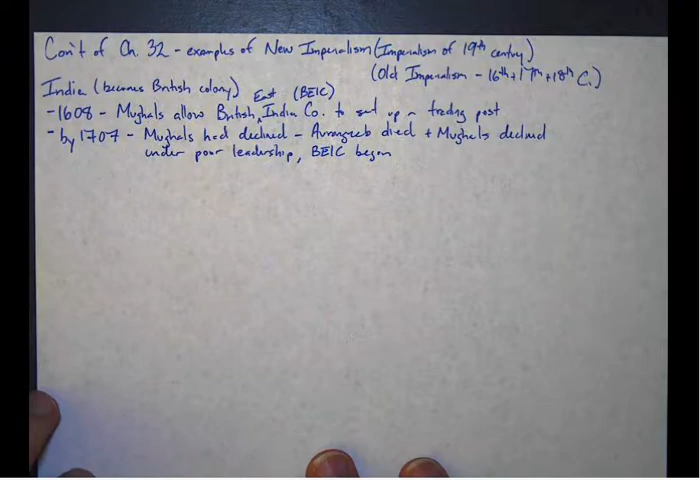 Con't of Ch. 32 - examples of New Imperialism (Imperialism of 19th century)
(Old Imperialism - 16th + 17th + 18th C.)
India (becomes British colony)
East (BEIC)
- 1608 - Mughals allow British India Co. to set up a trading post
- by 1707 - Mughals had declined - Aurangzeb died + Mughals declined
under poor leadership, BEIC began